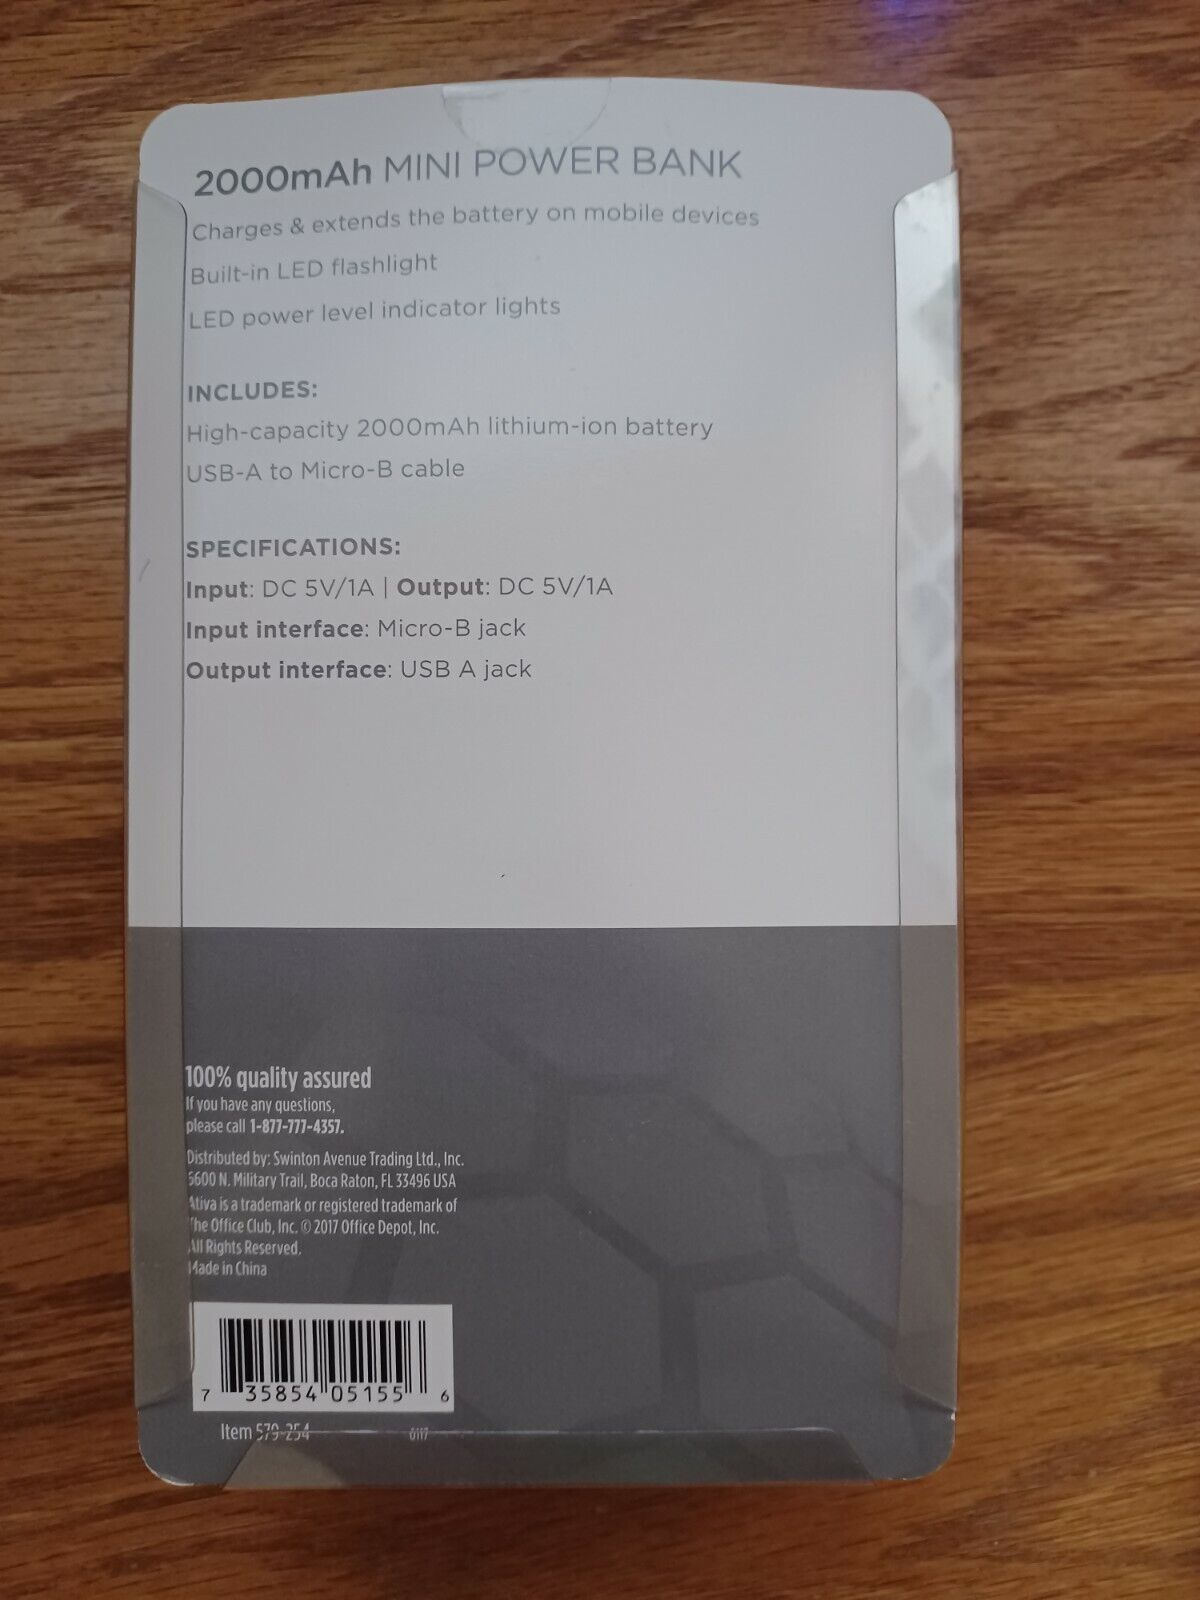 2000mAh MINI POWER BANK
Charges & extends the battery on mobile devices
Built-in LED flashlight
LED power level indicator lights
INCLUDES:
High-capacity 2000mAh lithium-ion battery
USB-A to Micro-B cable
SPECIFICATIONS:
Input: DC 5V/1A | Output: DC 5V/1A
Input interface: Micro-B jack
Output interface: USB A jack
100% quality assured
If you have any questions,
please call 1-877-777-4357.
Distributed by: Swinton Avenue Trading Ltd., Inc.
6600 N. Military Trail, Boca Raton, FL 33496 USA
Ativa is a trademark or registered trademark of
The Office Club, Inc. © 2017 Office Depot, Inc.
All Rights Reserved.
Made in China
7 35854 05155 6
Item 579-254 0117